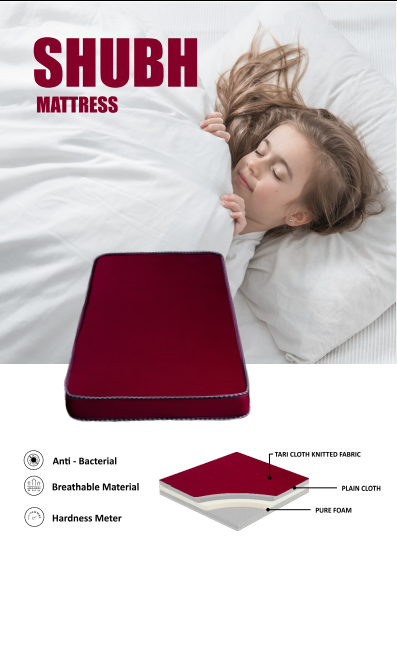 SHUBH
MATTRESS
TARI CLOTH KNITTED FABRIC
Anti - Bacterial
Breathable Material
PLAIN CLOTH
PURE FOAM
Hardness Meter